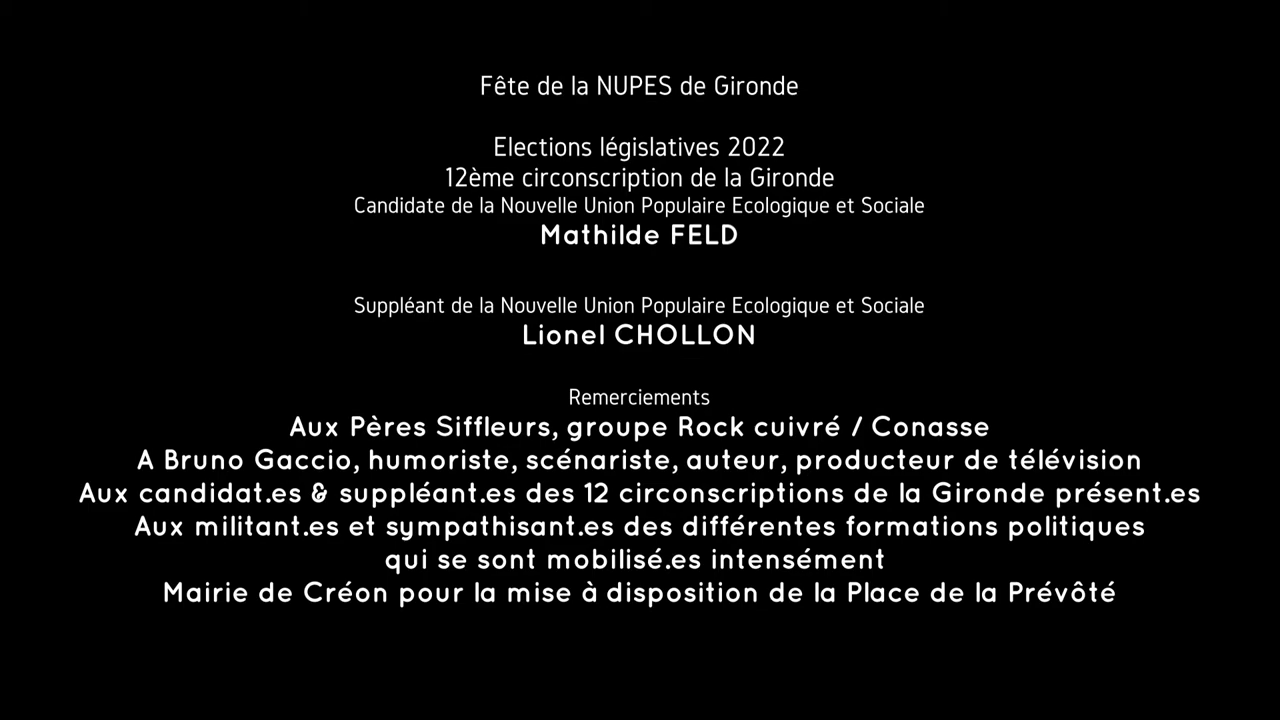 Fête de la NUPES de Gironde
Elections législatives 2022
12ème circonscription de la Gironde
Candidate de la Nouvelle Union Populaire Ecologique et Sociale
Mathilde FELD
Suppléant de la Nouvelle Union Populaire Ecologique et Sociale
Lionel CHOLLON
Remerciements
Aux Pères Siffleurs, groupe Rock cuivré / Conasse
A Bruno Gaccio, humoriste, scénariste, auteur, producteur de télévision
Aux candidat.es & suppléant.es des 12 circonscriptions de la Gironde présent.es
Aux militant.es et sympathisant.es des différentes formations politiques
qui se sont mobilisé.es intensément
Mairie de Créon pour la mise à disposition de la Place de la Prévôté